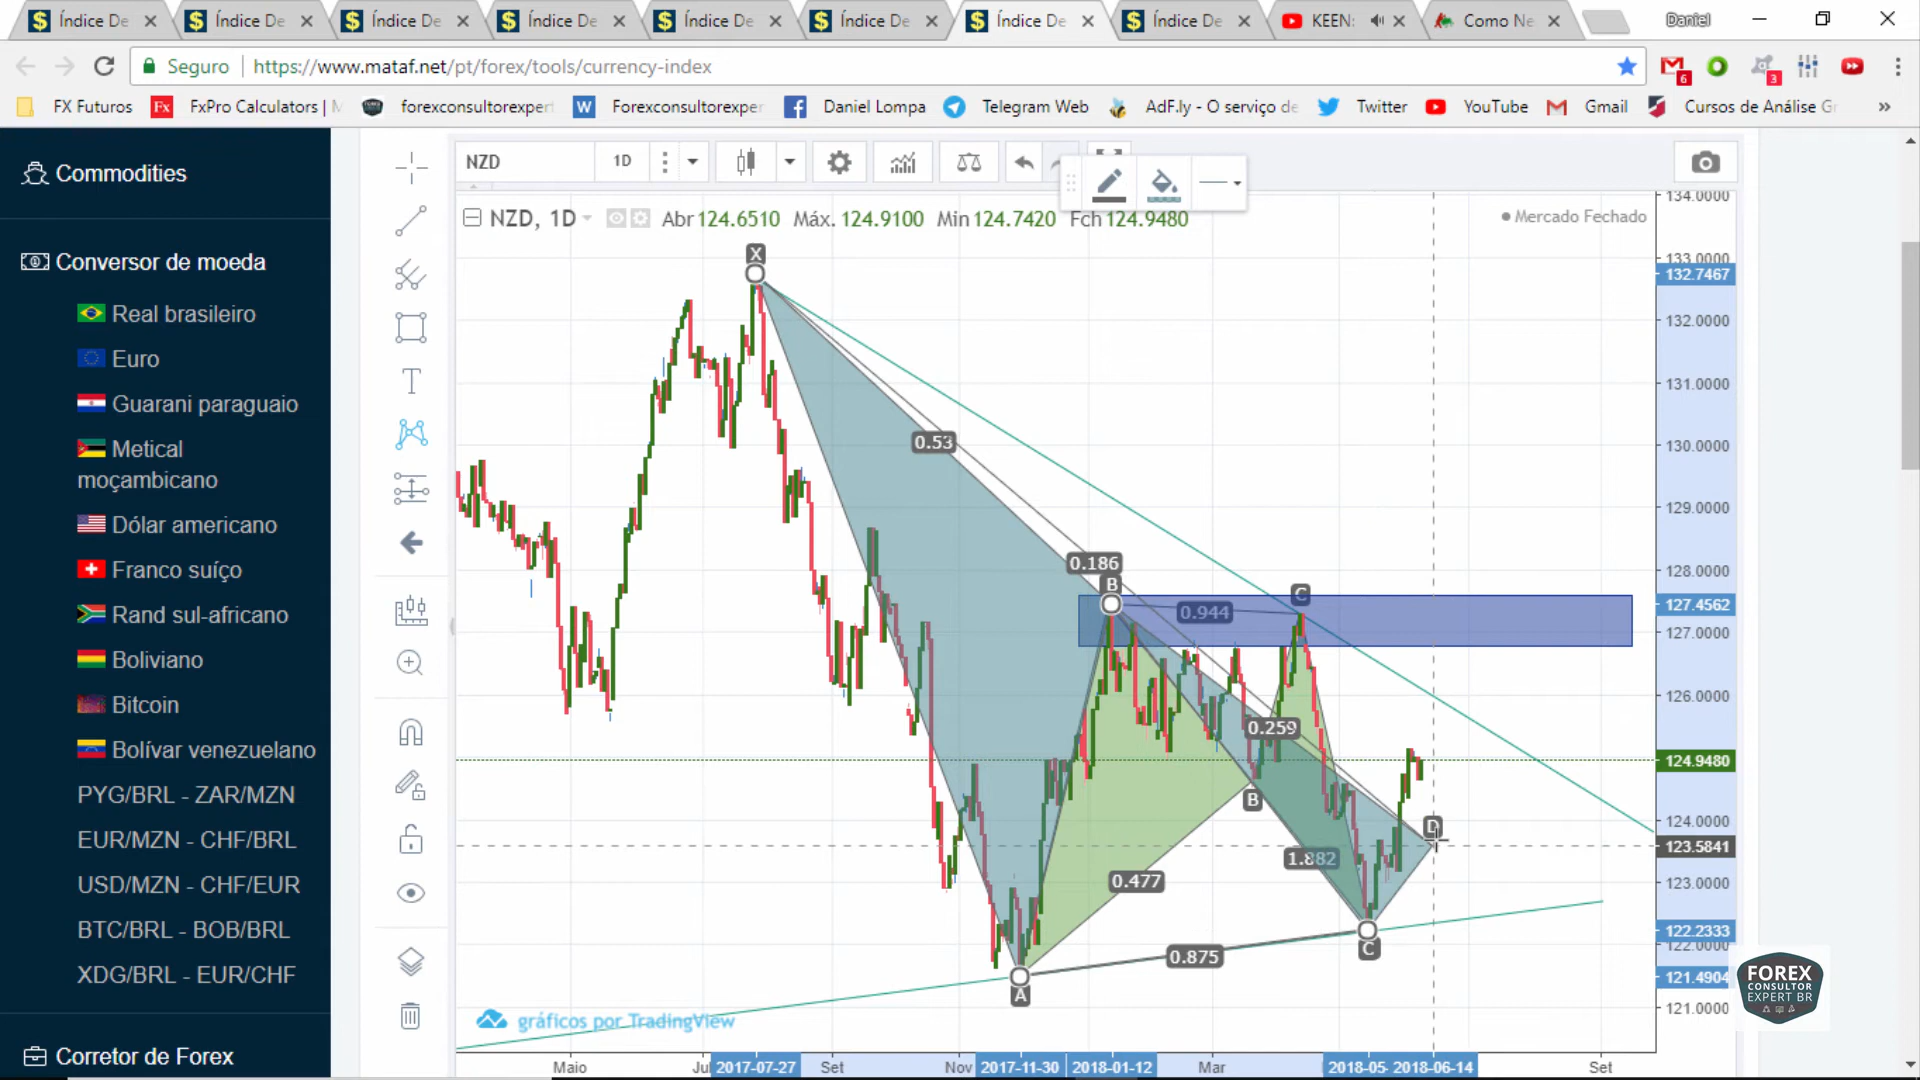 Índice De
Índice De
Índice De
Índice De
Índice De
Índice De
Índice De
Índice De
KEEN:
Como Ne
Daniel
Seguro
https://www.mataf.net/pt/forex/tools/currency-index
6
3
FX Futuros
FxPro Calculators |
forexconsultorexpert
Forexconsultorexper
Daniel Lompa
Telegram Web
AdF.ly - O serviço de
Twitter
YouTube
Gmail
Cursos de Análise Gr
»
Commodities
Conversor de moeda
Real brasileiro
Euro
Guarani paraguaio
Metical
moçambicano
Dólar americano
Franco suíço
Rand sul-africano
Boliviano
Bitcoin
Bolívar venezuelano
PYG/BRL - ZAR/MZN
EUR/MZN - CHF/BRL
USD/MZN - CHF/EUR
BTC/BRL - BOB/BRL
XDG/BRL - EUR/CHF
Corretor de Forex
NZD
1D
NZD, 1D
Abr 124.6510 Máx. 124.9100 Mín 124.7420 Fch 124.9480
Mercado Fechado
X
0.53
0.186
B
0.944
C
0.259
B
D
1.882
0.477
0.875
C
A
gráficos por TradingView
134.0000
133.0000
132.7467
132.0000
131.0000
130.0000
129.0000
128.0000
127.4562
127.0000
126.0000
124.9480
124.0000
123.5841
123.0000
122.2333
122.0000
121.4904
121.0000
Maio
Jul
2017-07-27
Set
Nov
2017-11-30
2018-01-12
Mar
2018-05-
2018-06-14
Set
FOREX
CONSULTOR
EXPERT BR